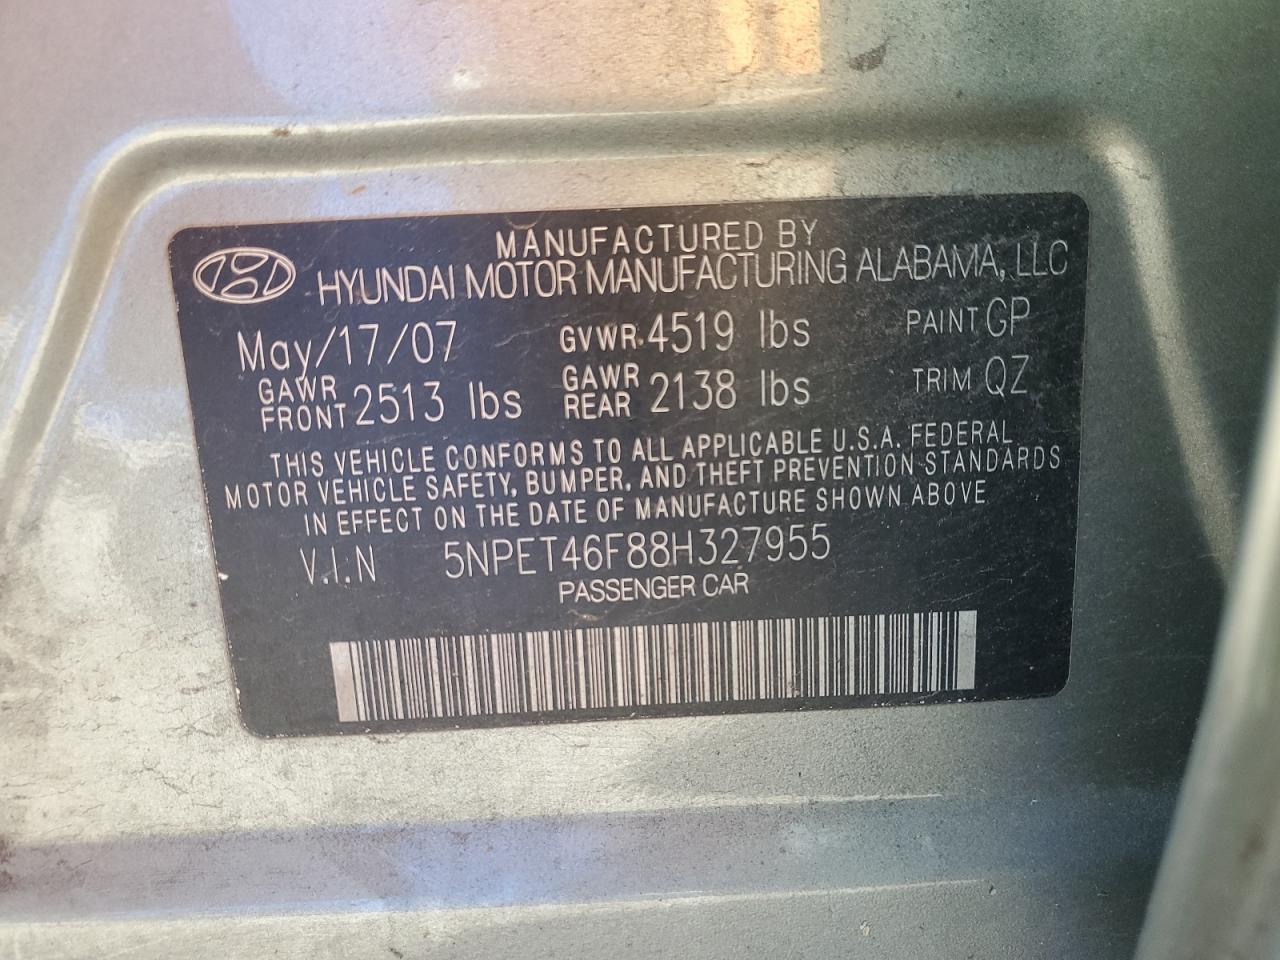 MANUFACTURED BY
HYUNDAI MOTOR MANUFACTURING ALABAMA, LLC
May/17/07 GVWR 4519 lbs PAINT GP
GAWR FRONT 2513 lbs GAWR REAR 2138 lbs TRIM QZ
THIS VEHICLE CONFORMS TO ALL APPLICABLE U.S.A. FEDERAL
MOTOR VEHICLE SAFETY, BUMPER, AND THEFT PREVENTION STANDARDS
IN EFFECT ON THE DATE OF MANUFACTURE SHOWN ABOVE
V.I.N 5NPET46F88H327955
PASSENGER CAR